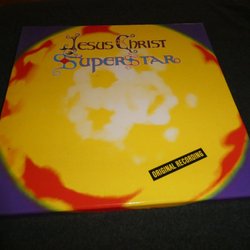 Jesus Christ
Superstar
ORIGINAL RECORDING